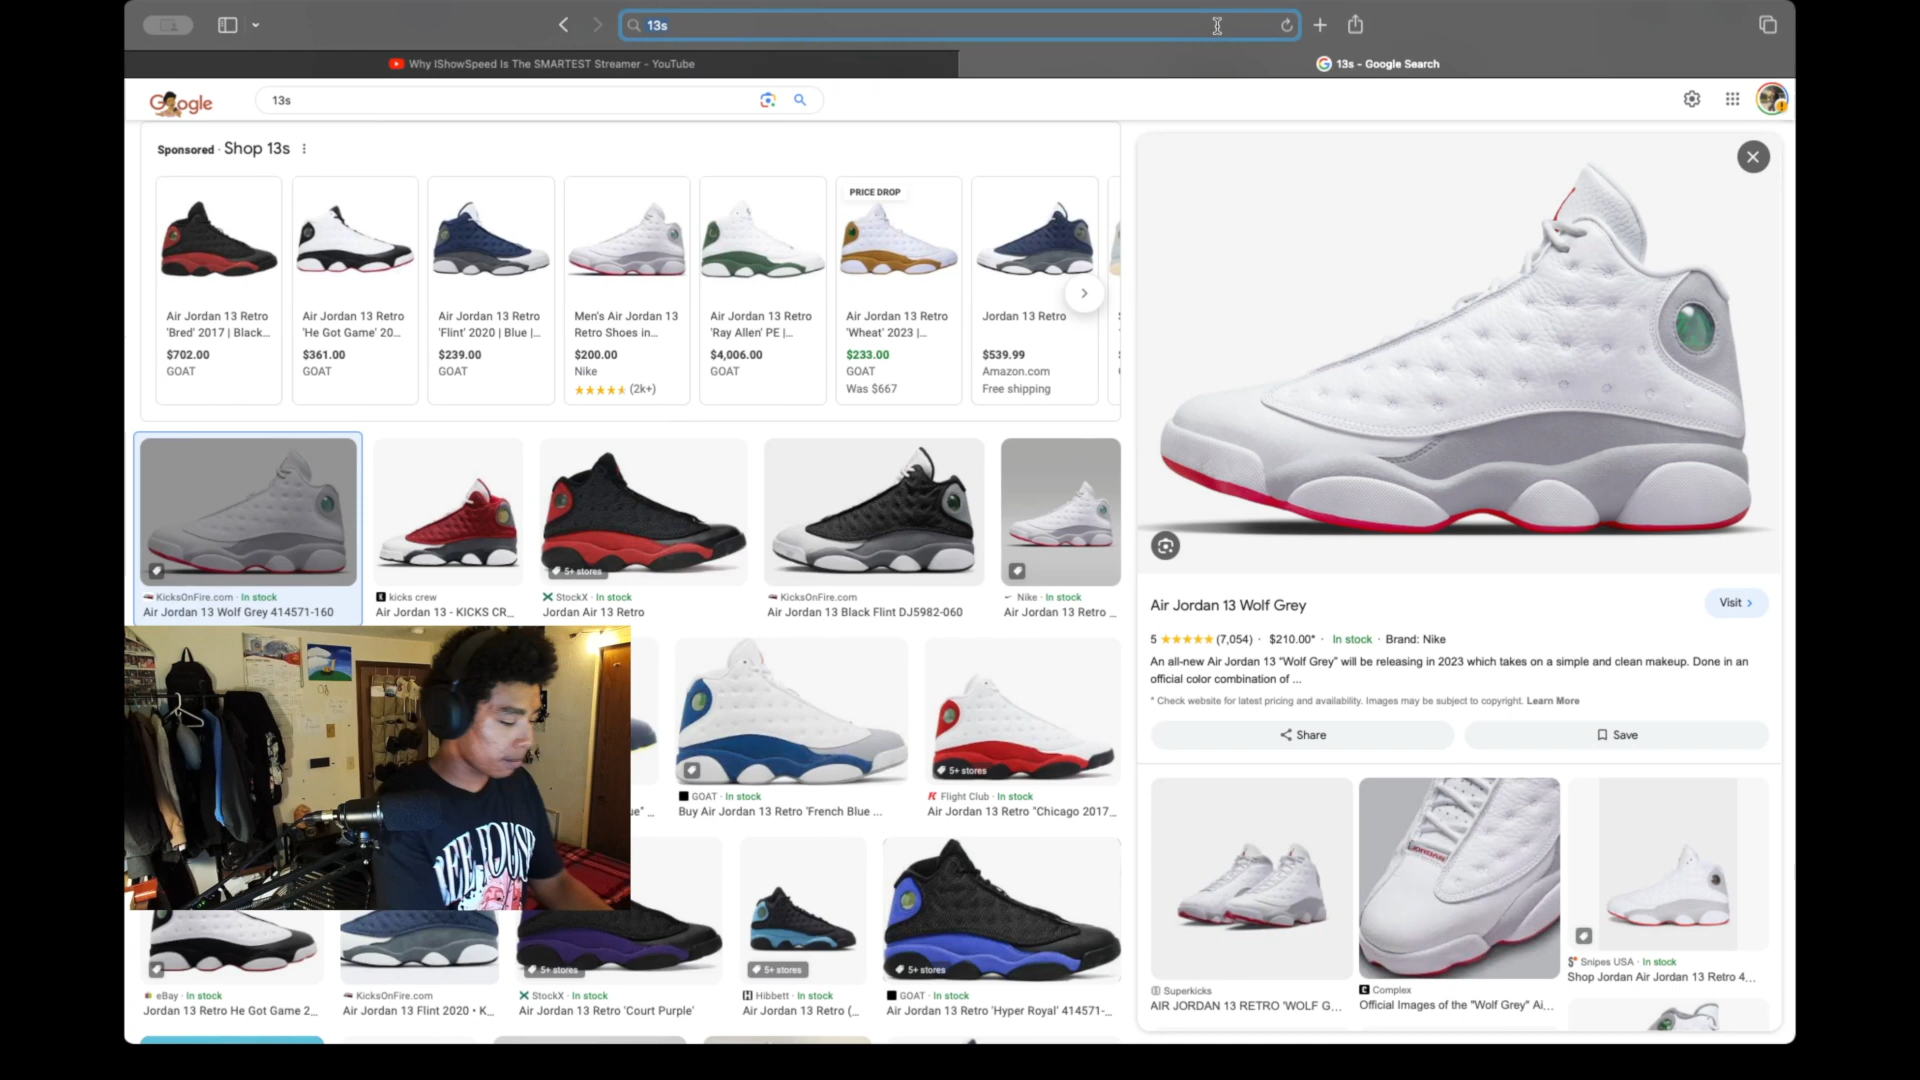 13s
Why IShowSpeed Is The SMARTEST Streamer - YouTube
13s - Google Search
Google
13s
Sponsored · Shop 13s
PRICE DROP
Air Jordan 13 Retro
'Bred' 2017 | Black...
$702.00
GOAT
Air Jordan 13 Retro
'He Got Game' 20...
$361.00
GOAT
Air Jordan 13 Retro
'Flint' 2020 | Blue |...
$239.00
GOAT
Men's Air Jordan 13
Retro Shoes in...
$200.00
Nike
(2k+)
Air Jordan 13 Retro
'Ray Allen' PE |...
$4,006.00
GOAT
Air Jordan 13 Retro
'Wheat' 2023 |...
$233.00
GOAT
Was $667
Jordan 13 Retro
$539.99
Amazon.com
Free shipping
KicksOnFire.com · In stock
Air Jordan 13 Wolf Grey 414571-160
kicks crew
Air Jordan 13 - KICKS CR...
5+ stores
StockX · In stock
Jordan Air 13 Retro
KicksOnFire.com
Air Jordan 13 Black Flint DJ5982-060
Nike · In stock
Air Jordan 13 Retro ...
GOAT · In stock
Buy Air Jordan 13 Retro 'French Blue ...
5+ stores
Flight Club · In stock
Air Jordan 13 Retro "Chicago 2017...
eBay · In stock
Jordan 13 Retro He Got Game 2...
KicksOnFire.com
Air Jordan 13 Flint 2020 • K...
5+ stores
StockX · In stock
Air Jordan 13 Retro 'Court Purple'
5+ stores
Hibbett · In stock
Air Jordan 13 Retro (...
5+ stores
GOAT · In stock
Air Jordan 13 Retro 'Hyper Royal' 414571-...
Air Jordan 13 Wolf Grey
Visit
5 (7,054) · $210.00* · In stock · Brand: Nike
An all-new Air Jordan 13 "Wolf Grey" will be releasing in 2023 which takes on a simple and clean makeup. Done in an
official color combination of ...
* Check website for latest pricing and availability. Images may be subject to copyright. Learn More
Share
Save
JORDAN
Superkicks
AIR JORDAN 13 RETRO 'WOLF G...
Complex
Official Images of the "Wolf Grey" Ai...
Snipes USA · In stock
Shop Jordan Air Jordan 13 Retro 4...